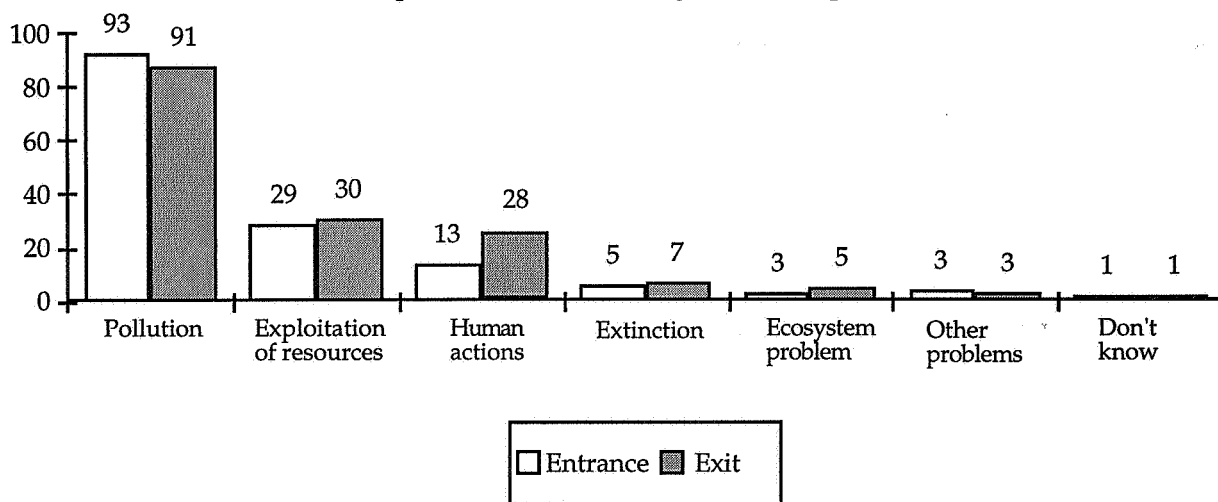 100
80
60
40
20
0
93 91
29 30
13 28
5 7
3 5
3 3
1 1
Pollution
Exploitation
of resources
Human
actions
Extinction
Ecosystem
problem
Other
problems
Don't
know
Entrance Exit